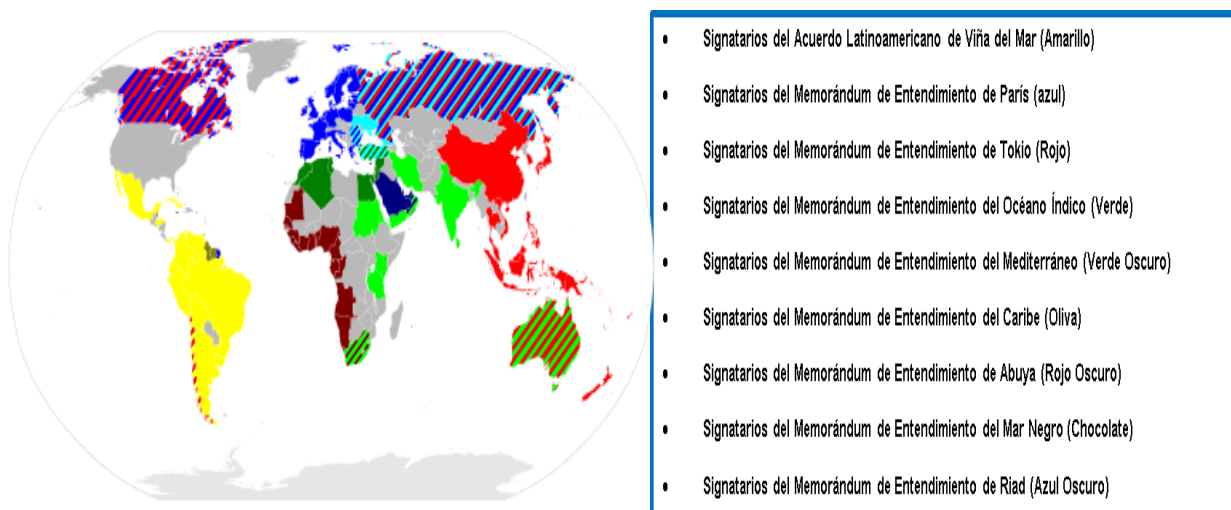 • Signatarios del Acuerdo Latinoamericano de Viña del Mar (Amarillo)
• Signatarios del Memorándum de Entendimiento de París (azul)
• Signatarios del Memorándum de Entendimiento de Tokio (Rojo)
• Signatarios del Memorándum de Entendimiento del Océano Índico (Verde)
• Signatarios del Memorándum de Entendimiento del Mediterráneo (Verde Oscuro)
• Signatarios del Memorándum de Entendimiento del Caribe (Oliva)
• Signatarios del Memorándum de Entendimiento de Abuya (Rojo Oscuro)
• Signatarios del Memorándum de Entendimiento del Mar Negro (Chocolate)
• Signatarios del Memorándum de Entendimiento de Riad (Azul Oscuro)